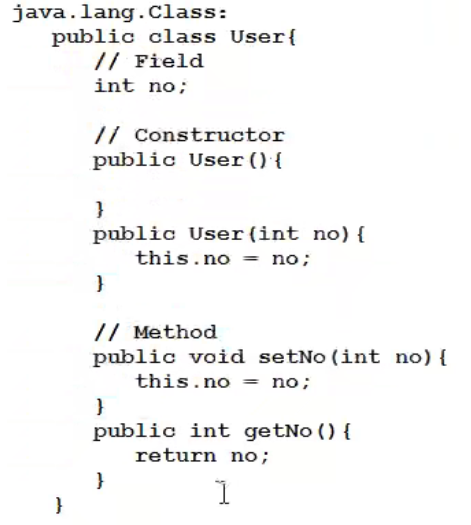 java.lang.Class:
public class User{
// Field
int no;
// Constructor
public User(){
}
public User(int no){
this.no = no;
}
// Method
public void setNo(int no){
this.no = no;
}
public int getNo(){
return no;
}
}